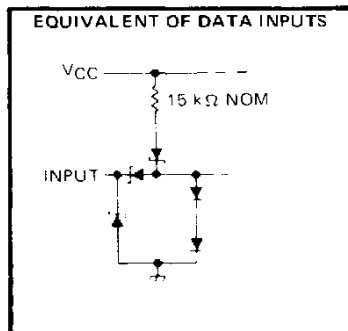 EQUIVALENT OF DATA INPUTS
VCC
15 kΩ NOM
INPUT